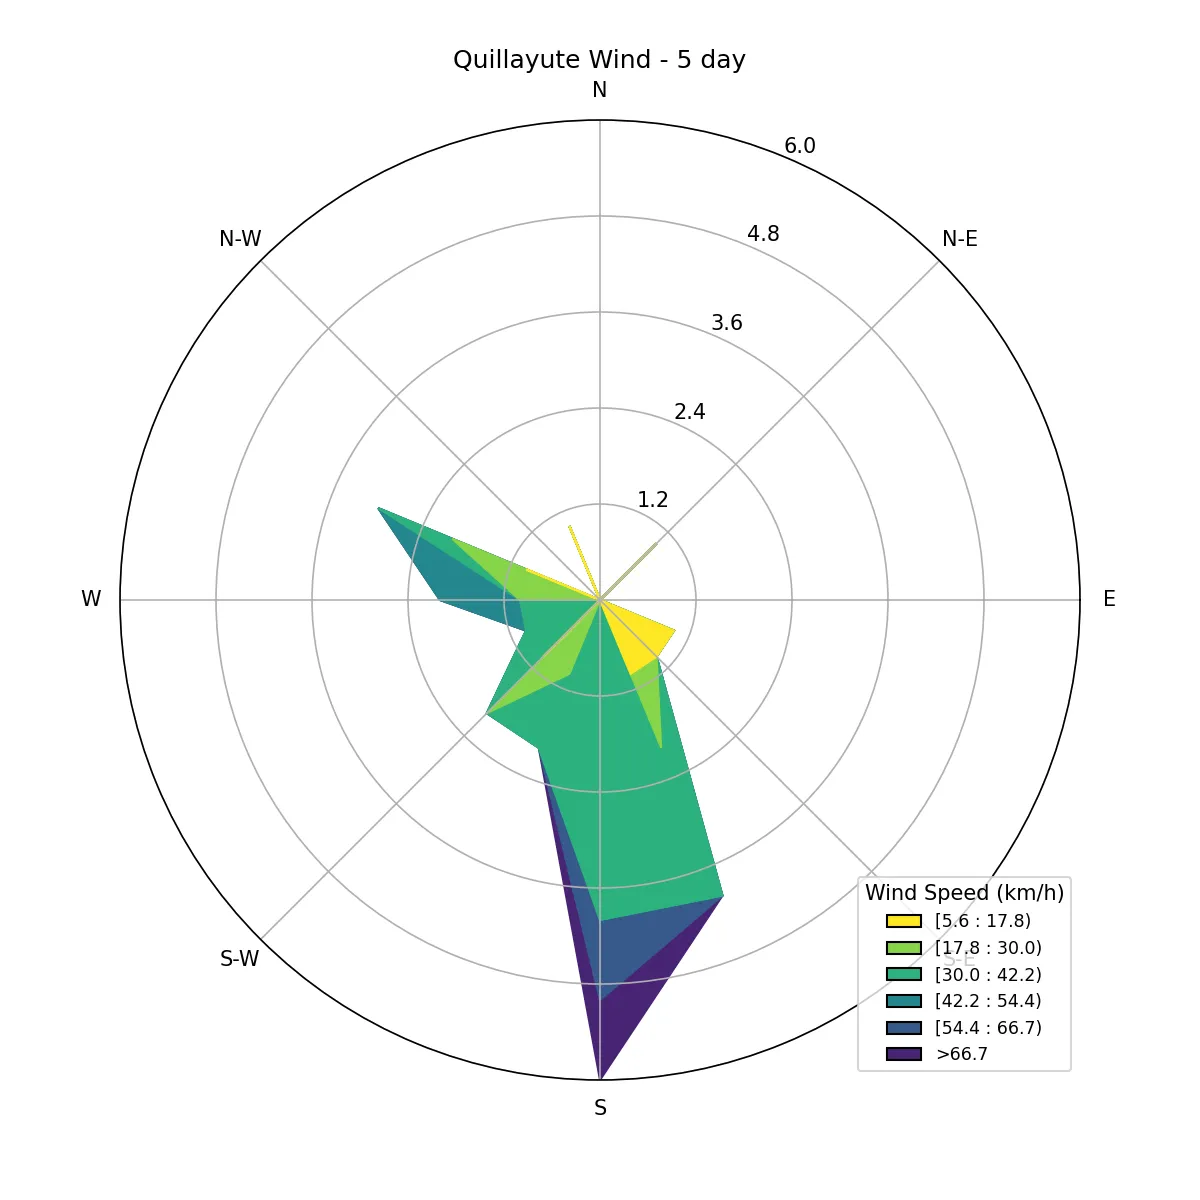 Quillayute Wind - 5 day
N
6.0
N-W
4.8
N-E
3.6
2.4
1.2
W
E
S-W
S-E
S
Wind Speed (km/h)
[5.6 : 17.8)
[17.8 : 30.0)
[30.0 : 42.2)
[42.2 : 54.4)
[54.4 : 66.7)
>66.7